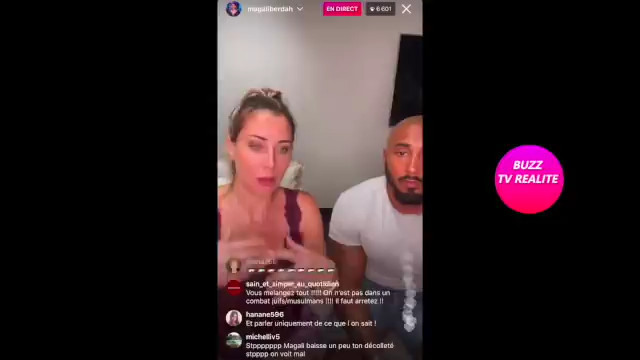 magaliberdah
EN DIRECT
6 601
BUZZ
TV REALITE
sain_et_simper_au_quotidien
Vous melangez tout !!!!! On n'est pas dans un
combat juifs/musulmans !!!! Il faut arretez !!
hanane596
Et parler uniquement de ce que l on sait !
michelliv5
Stppppppp Magali baisse un peu ton décolleté
stpppp on voit mal